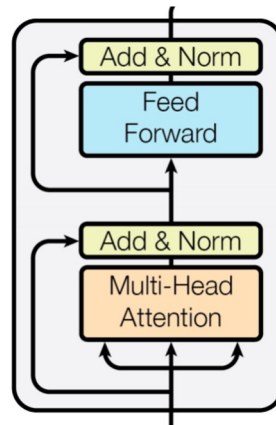 Add & Norm
Feed
Forward
Add & Norm
Multi-Head
Attention